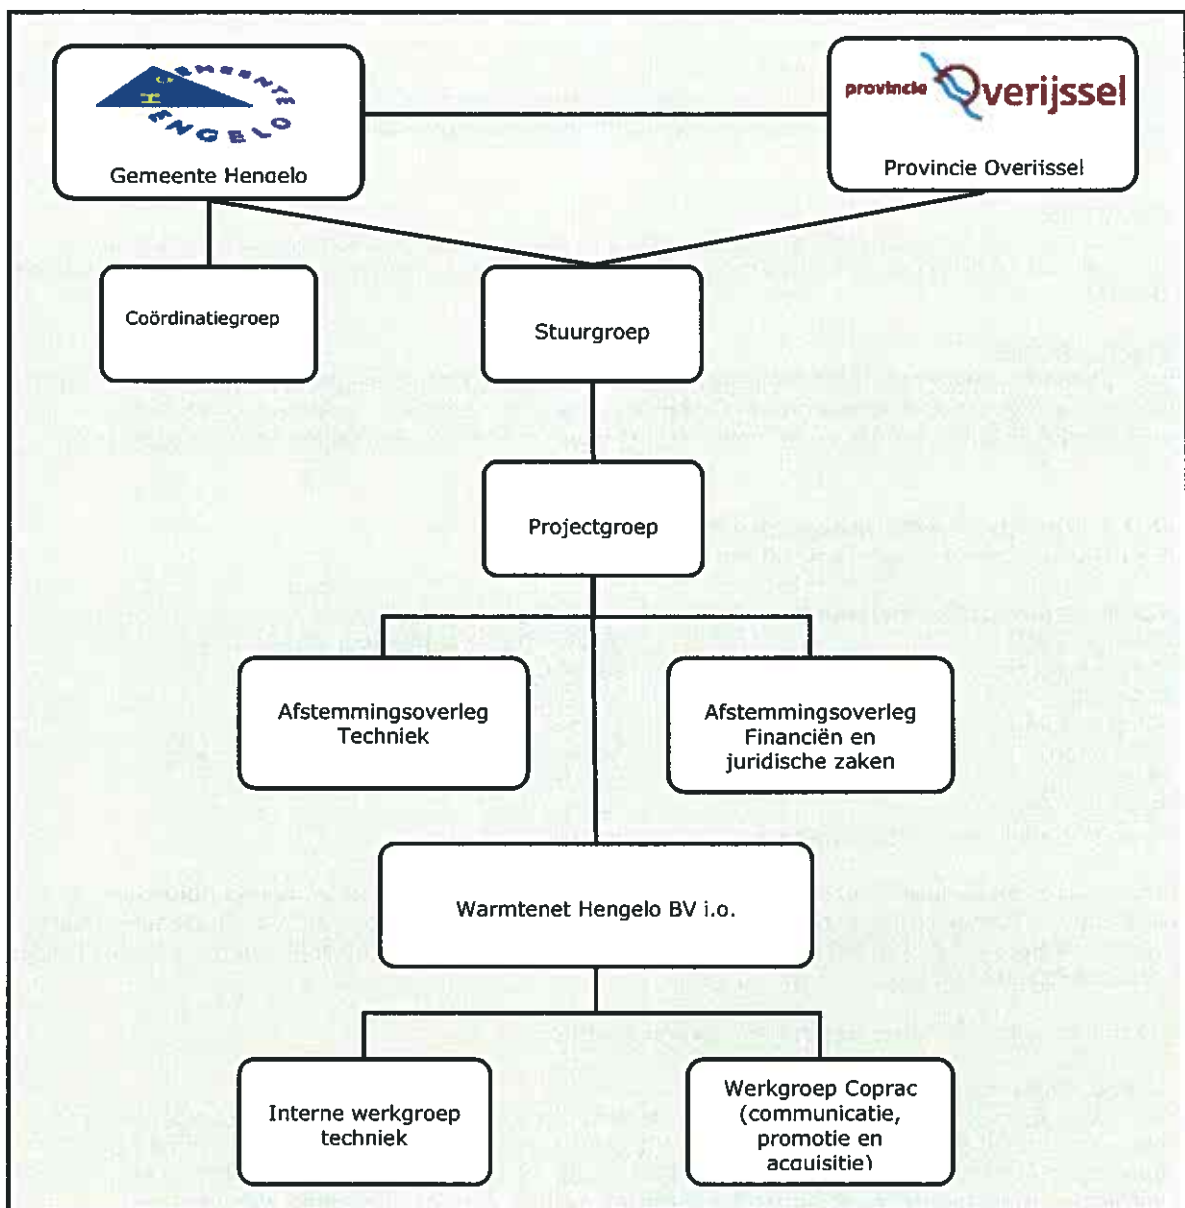 GEMEENTE
HENGELO
Gemeente Hengelo
provincie Overijssel
Provincie Overijssel
Coördinatiegroep
Stuurgroep
Projectgroep
Afstemmingsoverleg
Techniek
Afstemmingsoverleg
Financiën en
juridische zaken
Warmtenet Hengelo BV i.o.
Interne werkgroep
techniek
Werkgroep Coprac
(communicatie,
promotie en
acquisitie)